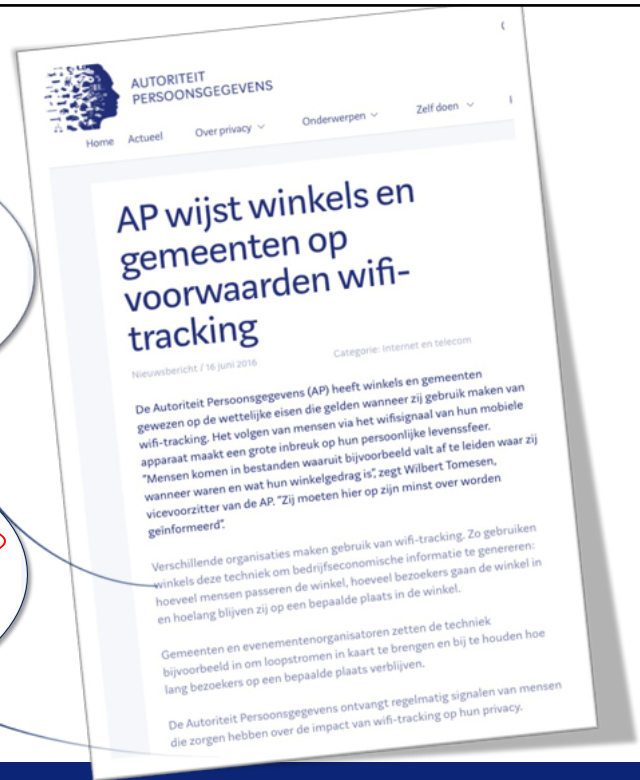 AUTORITEIT
PERSOONSGEGEVENS
Home Actueel Over privacy Onderwerpen Zelf doen
AP wijst winkels en
gemeenten op
voorwaarden wifi-
tracking
Nieuwsbericht / 16 juni 2016 Categorie: Internet en telecom
De Autoriteit Persoonsgegevens (AP) heeft winkels en gemeenten
gewezen op de wettelijke eisen die gelden wanneer zij gebruik maken van
wifi-tracking. Het volgen van mensen via het wifisignaal van hun mobiele
apparaat maakt een grote inbreuk op hun persoonlijke levenssfeer.
"Mensen komen in bestanden waaruit bijvoorbeeld valt af te leiden waar zij
wanneer waren en wat hun winkelgedrag is", zegt Wilbert Tomesen,
vicevoorzitter van de AP. "Zij moeten hier op zijn minst over worden
geïnformeerd".
Verschillende organisaties maken gebruik van wifi-tracking. Zo gebruiken
winkels deze techniek om bedrijfseconomische informatie te genereren:
hoeveel mensen passeren de winkel, hoeveel bezoekers gaan de winkel in
en hoelang blijven zij op een bepaalde plaats in de winkel.
Gemeenten en evenementenorganisatoren zetten de techniek
bijvoorbeeld in om loopstromen in kaart te brengen en bij te houden hoe
lang bezoekers op een bepaalde plaats verblijven.
De Autoriteit Persoonsgegevens ontvangt regelmatig signalen van mensen
die zorgen hebben over de impact van wifi-tracking op hun privacy.